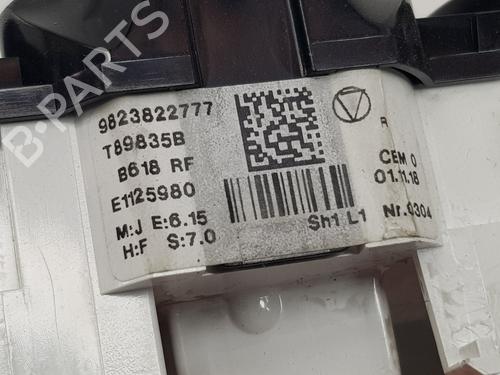 9823822777
T89835B
B618 RF
E1125980
M:J E:6.15
H:F S:7.0
Sh1 L1
R
CEM 0
01.11.18
Nr.0304
B-PARTS